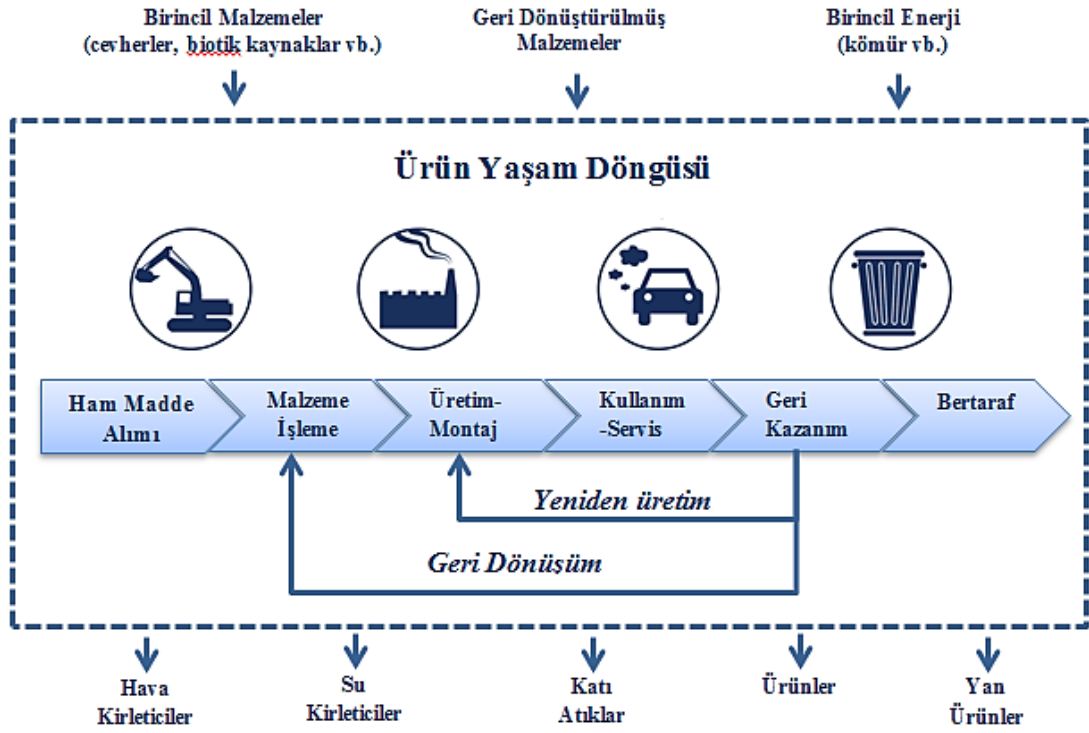 Birincil Malzemeler
(cevherler, biotik kaynaklar vb.)
Geri Dönüştürülmüş
Malzemeler
Birincil Enerji
(kömür vb.)
Ürün Yaşam Döngüsü
Ham Madde
Alımı
Malzeme
İşleme
Üretim-
Montaj
Kullanım
-Servis
Geri
Kazanım
Bertaraf
Yeniden üretim
Geri Dönüşüm
Hava
Kirleticiler
Su
Kirleticiler
Katı
Atıklar
Ürünler
Yan
Ürünler